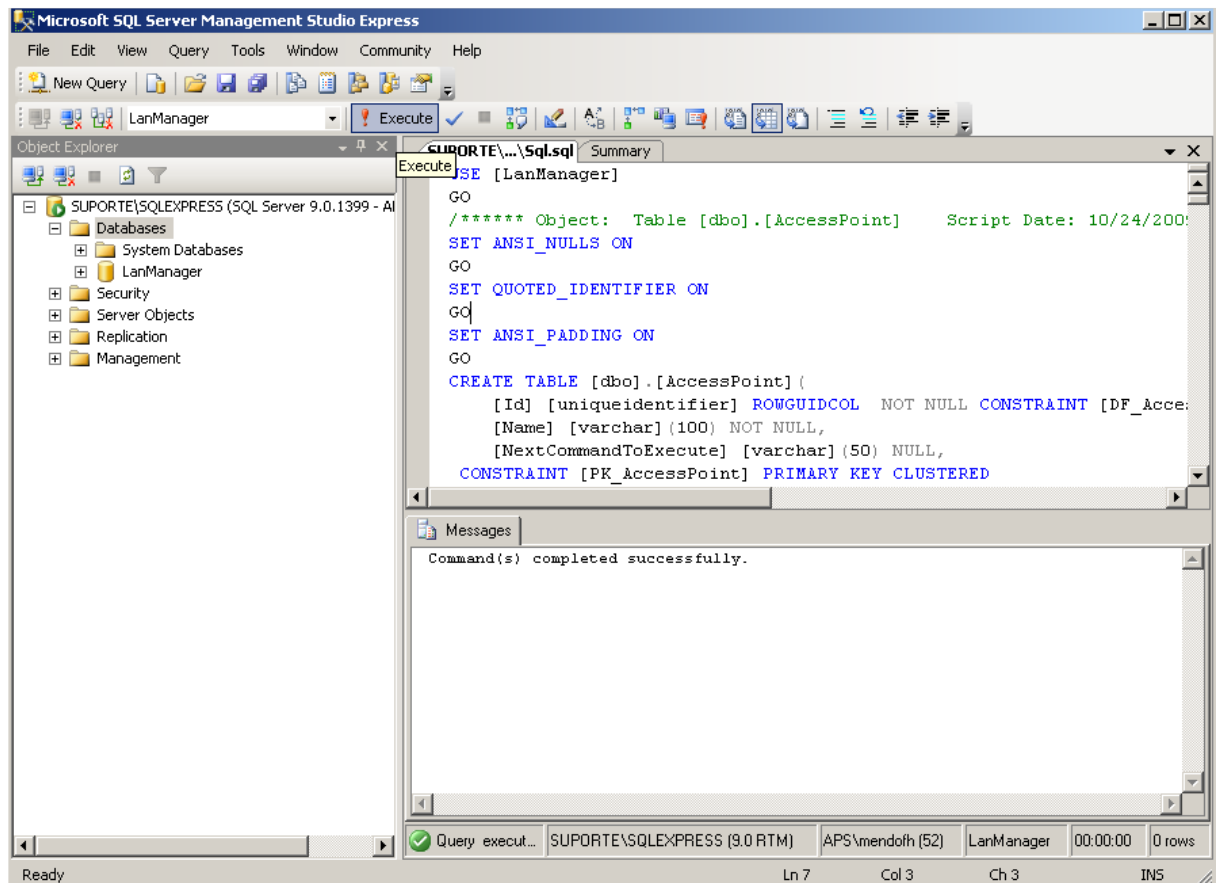 Microsoft SQL Server Management Studio Express
File Edit View Query Tools Window Community Help
New Query
LanManager Execute
Object Explorer
Execute
SUPORTE\...\Sql.sql Summary
SUPORTE\SQLEXPRESS (SQL Server 9.0.1399 -
Databases
System Databases
LanManager
Security
Server Objects
Replication
Management
USE [LanManager]
GO
/****** Object: Table [dbo].[AccessPoint] Script Date: 10/24/200
SET ANSI_NULLS ON
GO
SET QUOTED_IDENTIFIER ON
GO
SET ANSI_PADDING ON
GO
CREATE TABLE [dbo].[AccessPoint](
[Id] [uniqueidentifier] ROWGUIDCOL NOT NULL CONSTRAINT [DF_Acce
[Name] [varchar](100) NOT NULL,
[NextCommandToExecute] [varchar](50) NULL,
CONSTRAINT [PK_AccessPoint] PRIMARY KEY CLUSTERED
Messages
Command(s) completed successfully.
Query execut... SUPORTE\SQLEXPRESS (9.0 RTM) APS\mendofh (52) LanManager 00:00:00 0 rows
Ready Ln 7 Col 3 Ch 3 INS